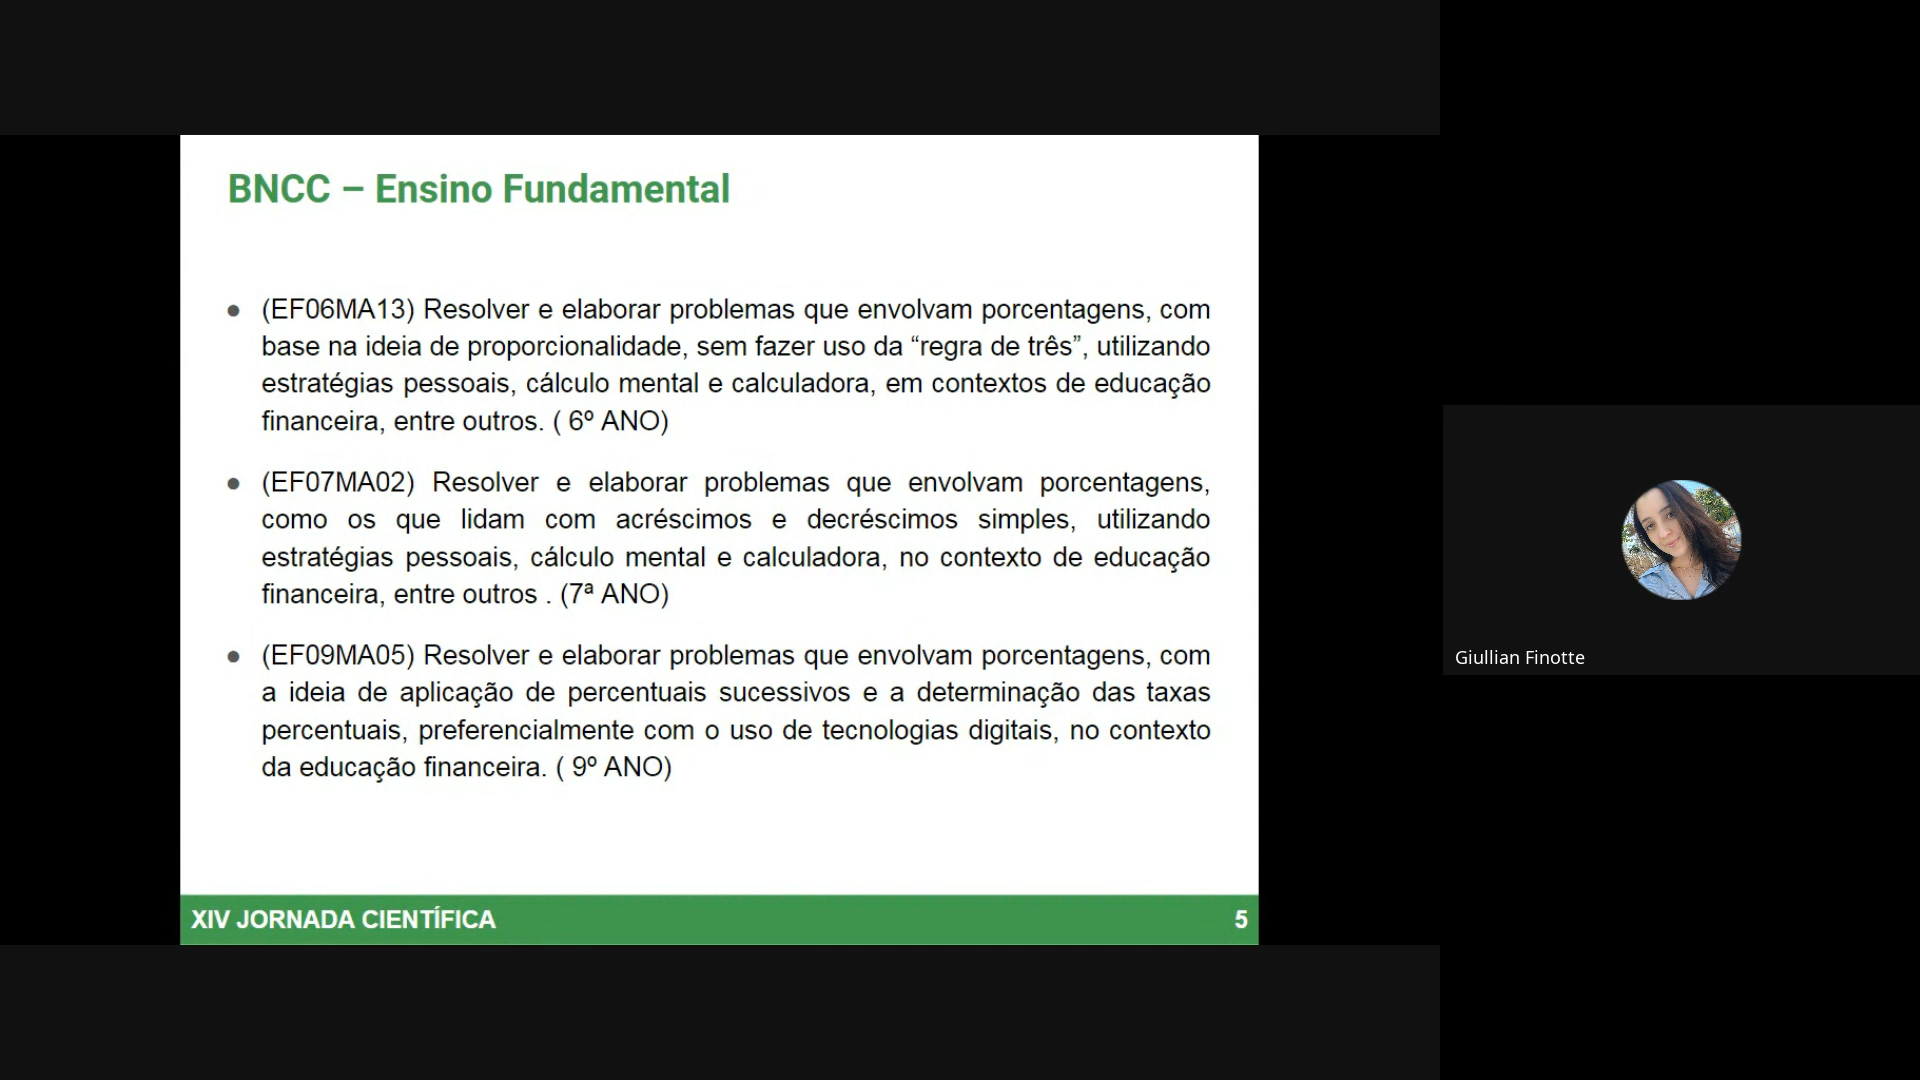 BNCC – Ensino Fundamental
● (EF06MA13) Resolver e elaborar problemas que envolvam porcentagens, com
base na ideia de proporcionalidade, sem fazer uso da “regra de três”, utilizando
estratégias pessoais, cálculo mental e calculadora, em contextos de educação
financeira, entre outros. ( 6º ANO)
● (EF07MA02) Resolver e elaborar problemas que envolvam porcentagens,
como os que lidam com acréscimos e decréscimos simples, utilizando
estratégias pessoais, cálculo mental e calculadora, no contexto de educação
financeira, entre outros . (7ª ANO)
● (EF09MA05) Resolver e elaborar problemas que envolvam porcentagens, com
a ideia de aplicação de percentuais sucessivos e a determinação das taxas
percentuais, preferencialmente com o uso de tecnologias digitais, no contexto
da educação financeira. ( 9º ANO)
XIV JORNADA CIENTÍFICA 5
Giullian Finotte